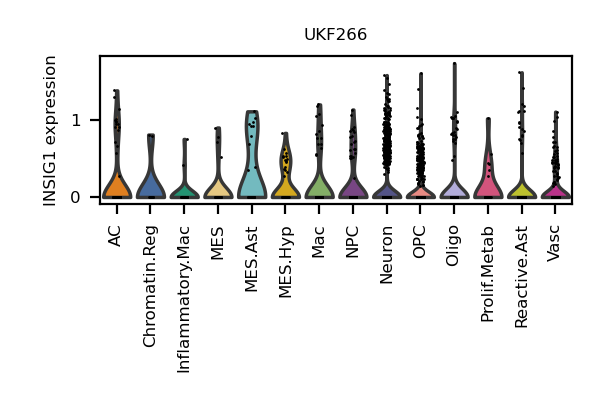 UKF266
INSIG1 expression
1
0
AC
Chromatin.Reg
Inflammatory.Mac
MES
MES.Ast
MES.Hyp
Mac
NPC
Neuron
OPC
Oligo
Prolif.Metab
Reactive.Ast
Vasc